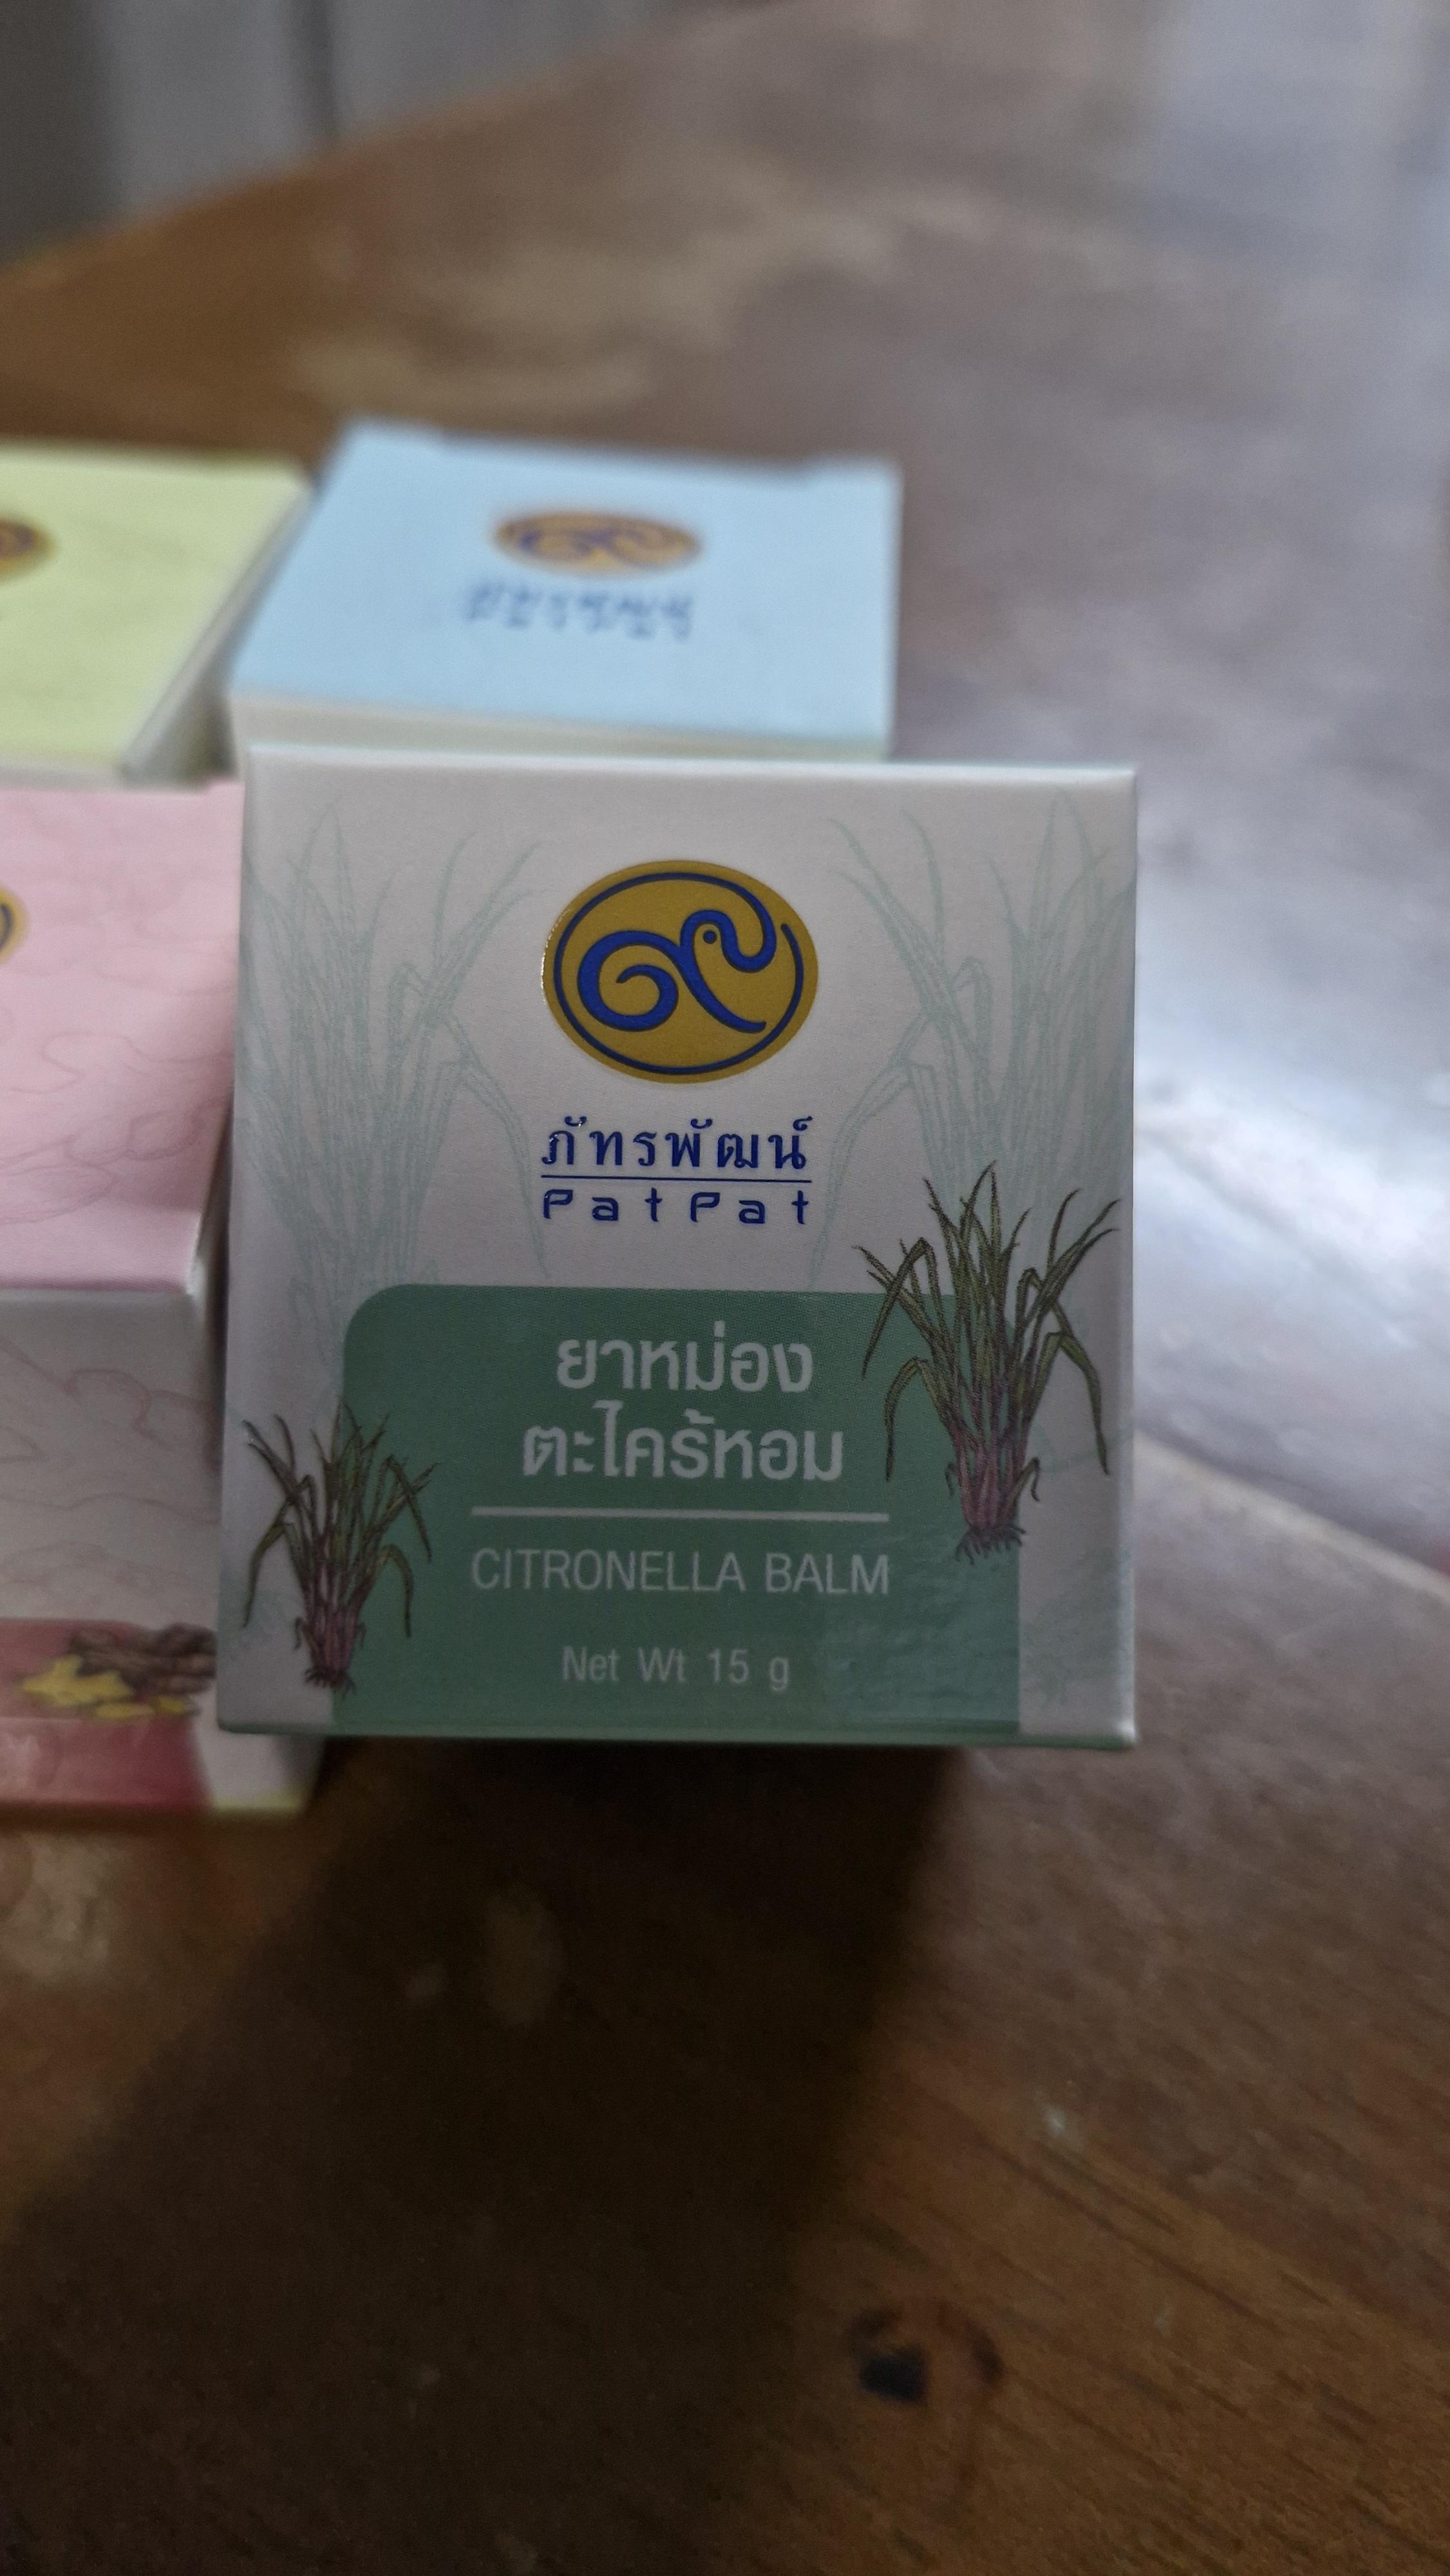 ภัทรพัฒน์
PatPat
ยาหม่อง
ตะไคร้หอม
CITRONELLA BALM
Net Wt 15 g